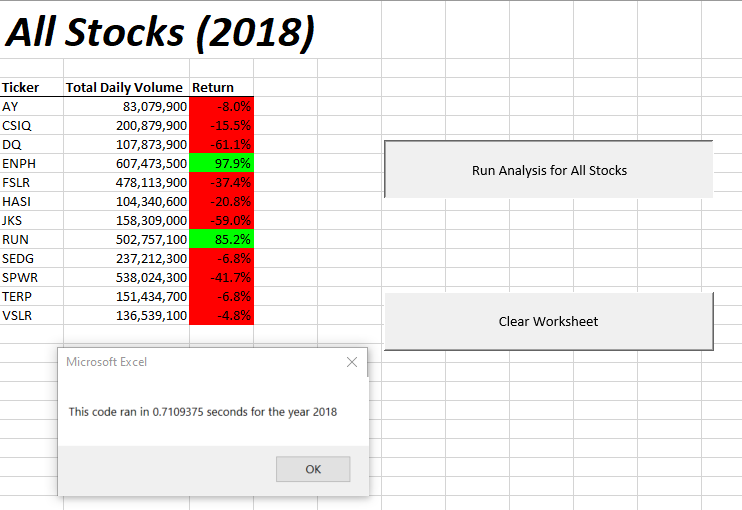 All Stocks (2018)
Ticker Total Daily Volume Return
AY 83,079,900 -8.0%
CSIQ 200,879,900 -15.5%
DQ 107,873,900 -61.1%
ENPH 607,473,500 97.9%
FSLR 478,113,900 -37.4%
HASI 104,340,600 -20.8%
JKS 158,309,000 -59.0%
RUN 502,757,100 85.2%
SEDG 237,212,300 -6.8%
SPWR 538,024,300 -41.7%
TERP 151,434,700 -6.8%
VSLR 136,539,100 -4.8%
Run Analysis for All Stocks
Clear Worksheet
Microsoft Excel
This code ran in 0.7109375 seconds for the year 2018
OK